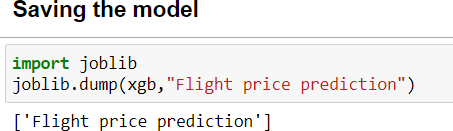 Saving the model
import joblib
joblib.dump(xgb,"Flight price prediction")
['Flight price prediction']